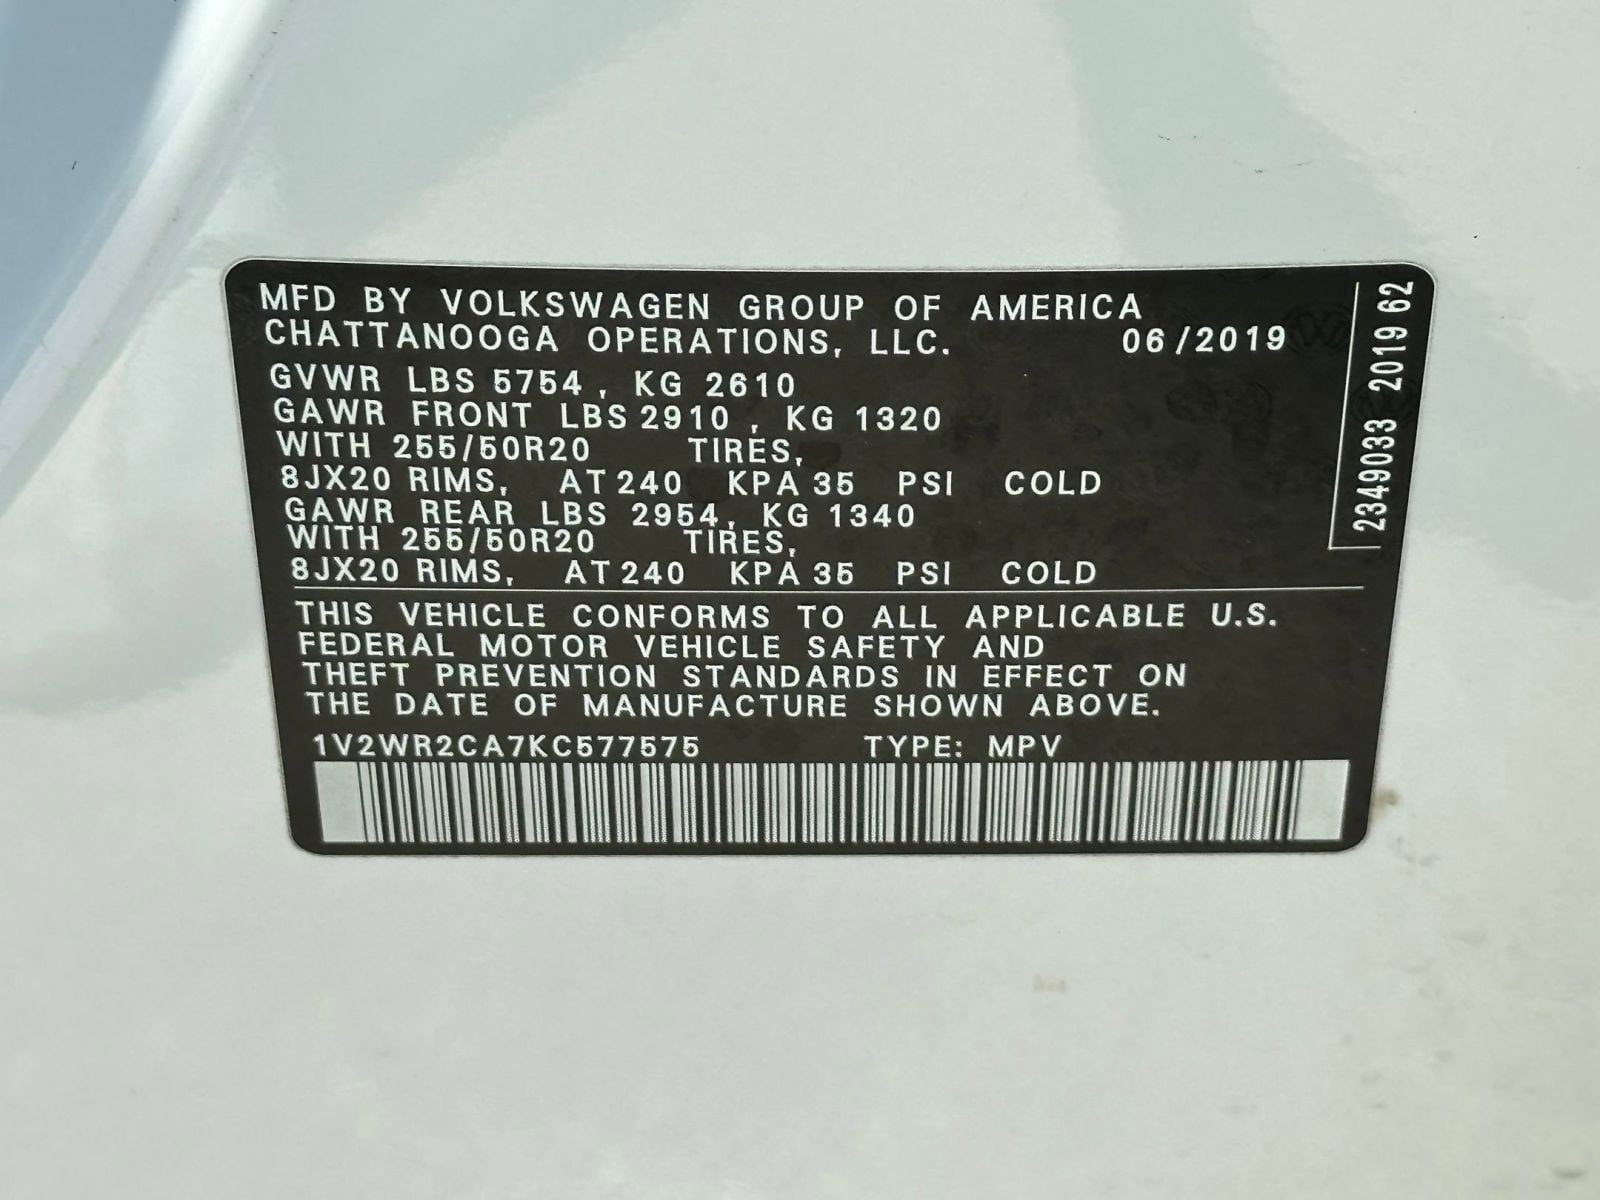 MFD BY VOLKSWAGEN GROUP OF AMERICA
CHATTANOOGA OPERATIONS, LLC. 06/2019
GVWR LBS 5754, KG 2610
GAWR FRONT LBS 2910, KG 1320
WITH 255/50R20 TIRES,
8JX20 RIMS, AT 240 KPA 35 PSI COLD
GAWR REAR LBS 2954, KG 1340
WITH 255/50R20 TIRES,
8JX20 RIMS, AT 240 KPA 35 PSI COLD
THIS VEHICLE CONFORMS TO ALL APPLICABLE U.S.
FEDERAL MOTOR VEHICLE SAFETY AND
THEFT PREVENTION STANDARDS IN EFFECT ON
THE DATE OF MANUFACTURE SHOWN ABOVE.
1V2WR2CA7KC577575 TYPE: MPV
2349033 2019 62